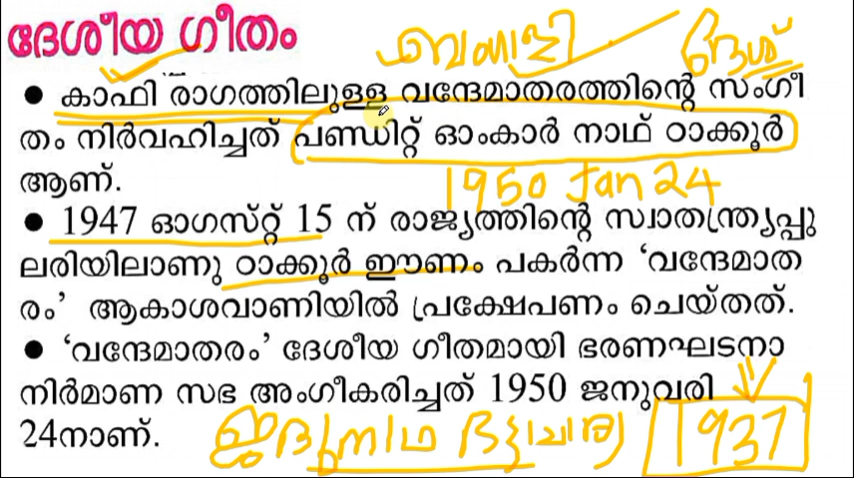 ദേശീയ ഗീതം
ബംഗാളി ദേശ്
● കാഫി രാഗത്തിലുള്ള വന്ദേമാതരത്തിന്റെ സംഗീ
തം നിർവഹിച്ചത് പണ്ഡിറ്റ് ഓംകാർ നാഥ് ഠാക്കൂർ
ആണ്.
1950 Jan 24
● 1947 ഓഗസ്റ്റ് 15 ന് രാജ്യത്തിന്റെ സ്വാതന്ത്ര്യപ്പു
ലരിയിലാണു ഠാക്കൂർ ഈണം പകർന്ന ‘വന്ദേമാത
രം’ ആകാശവാണിയിൽ പ്രക്ഷേപണം ചെയ്തത്.
● ‘വന്ദേമാതരം’ ദേശീയ ഗീതമായി ഭരണഘടനാ
നിർമാണ സഭ അംഗീകരിച്ചത് 1950 ജനുവരി
24നാണ്.
ജദുനാഥ ഭട്ടാചാര്യ 1937